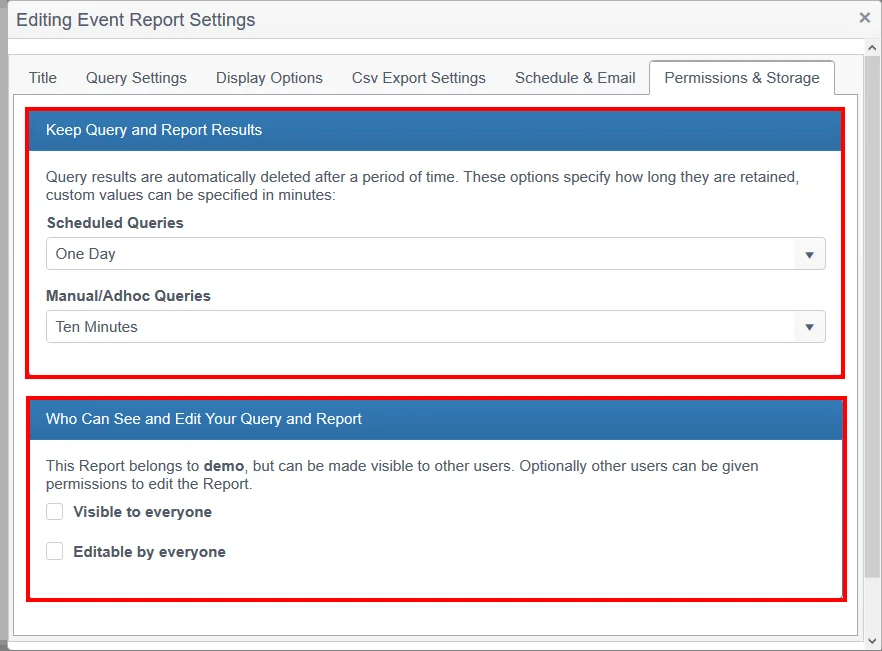 Editing Event Report Settings
Title Query Settings Display Options Csv Export Settings Schedule & Email Permissions & Storage
Keep Query and Report Results
Query results are automatically deleted after a period of time. These options specify how long they are retained,
custom values can be specified in minutes:
Scheduled Queries
One Day
Manual/Adhoc Queries
Ten Minutes
Who Can See and Edit Your Query and Report
This Report belongs to demo, but can be made visible to other users. Optionally other users can be given
permissions to edit the Report.
Visible to everyone
Editable by everyone